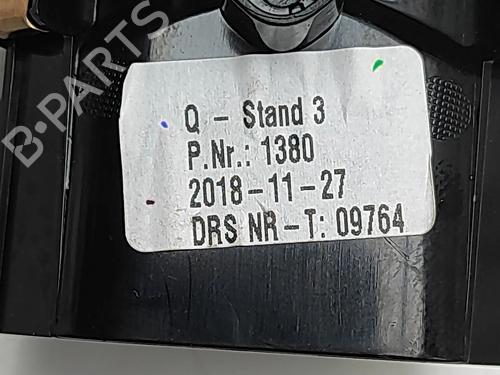 B-PARTS
Q - Stand 3
P.Nr.: 1380
2018-11-27
DRS NR-T: 09764